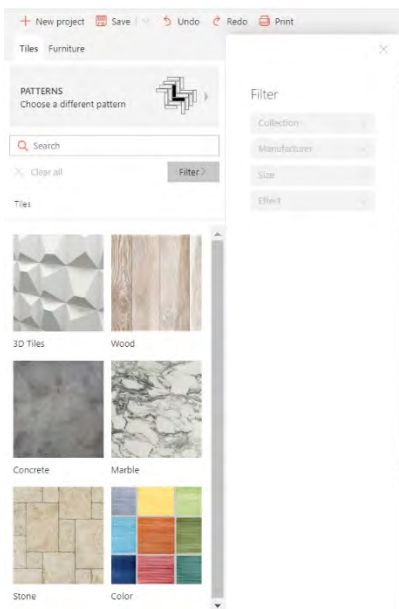 New project Save Undo Redo Print
Tiles Furniture
PATTERNS
Choose a different pattern
Search
Clear all Filter
Tiles
3D Tiles Wood
Concrete Marble
Stone Color
Filter
Collection
Manufacturer
Size
Effect